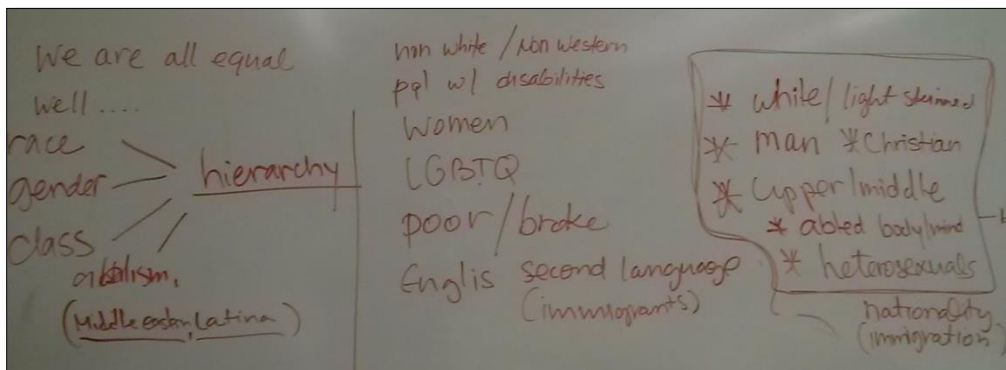 We are all equal
well....
race
gender
class
hierarchy
(Middle eastern, Latina)
non white / Non western
ppl w/ disabilities
women
LGBTQ
poor/broke
Englis second language
(immigrants)
* white/light skinned
* man * Christian
* upper/middle
* abled body/mind
* heterosexuals
nationality
(immigration)